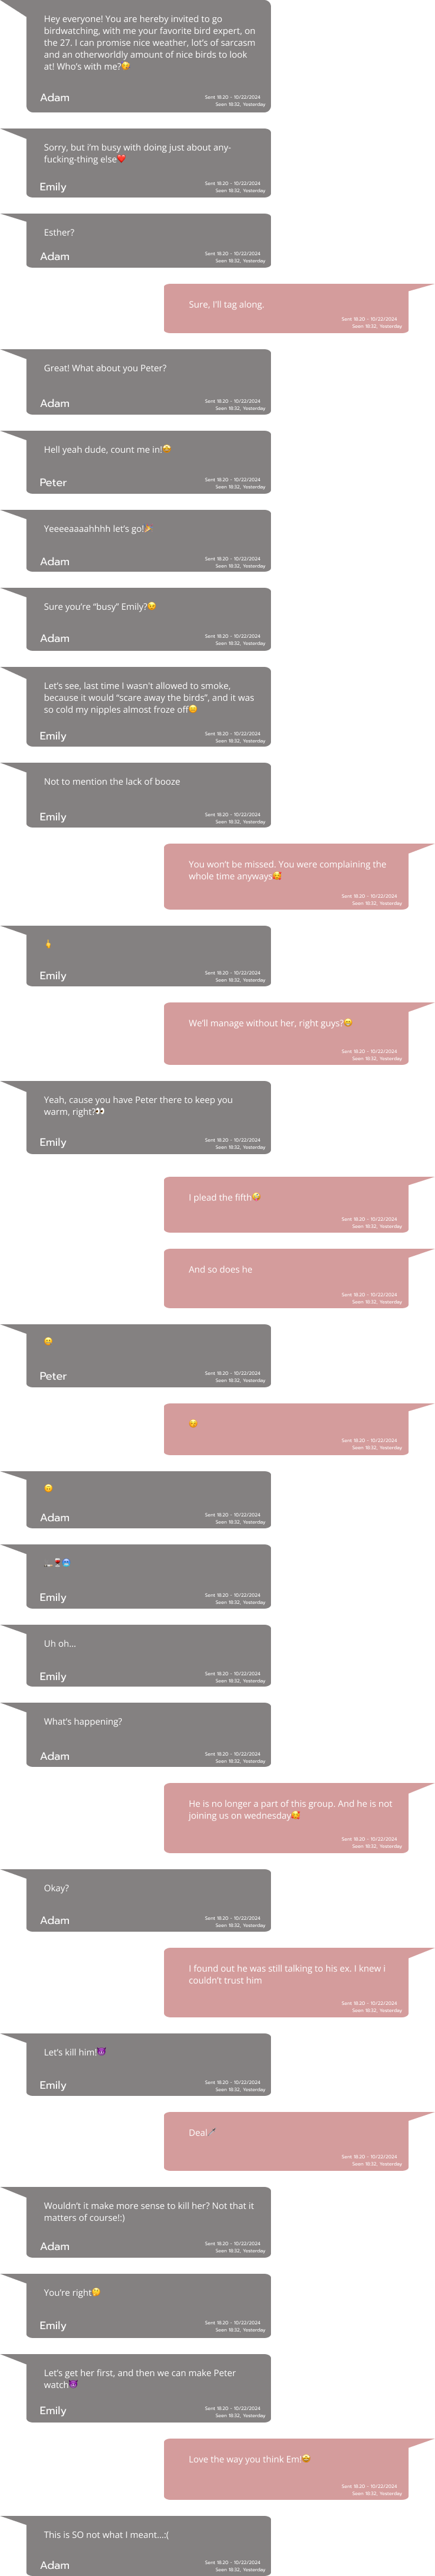 Hey everyone! You are hereby invited to go
birdwatching, with me your favorite bird expert, on
the 27. I can promise nice weather, lot's of sarcasm
and an otherworldly amount of nice birds to look
at! Who's with me?🥰
Adam
Sent 18.20 - 10/22/2024
Seen 18:32, Yesterday
Sorry, but i'm busy with doing just about any-
fucking-thing else❤️
Emily
Sent 18.20 - 10/22/2024
Seen 18:32, Yesterday
Esther?
Adam
Sent 18.20 - 10/22/2024
Seen 18:32, Yesterday
Sure, I'll tag along.
Sent 18.20 - 10/22/2024
Seen 18:32, Yesterday
Great! What about you Peter?
Adam
Sent 18.20 - 10/22/2024
Seen 18:32, Yesterday
Hell yeah dude, count me in!🤩
Peter
Sent 18.20 - 10/22/2024
Seen 18:32, Yesterday
Yeeeeaaaahhhh let's go!🎉
Adam
Sent 18.20 - 10/22/2024
Seen 18:32, Yesterday
Sure you're "busy" Emily?😉
Adam
Sent 18.20 - 10/22/2024
Seen 18:32, Yesterday
Let's see, last time I wasn't allowed to smoke,
because it would "scare away the birds", and it was
so cold my nipples almost froze off😑
Emily
Sent 18.20 - 10/22/2024
Seen 18:32, Yesterday
Not to mention the lack of booze
Emily
Sent 18.20 - 10/22/2024
Seen 18:32, Yesterday
You won't be missed. You were complaining the
whole time anyways🥰
Sent 18.20 - 10/22/2024
Seen 18:32, Yesterday
🖕
Emily
Sent 18.20 - 10/22/2024
Seen 18:32, Yesterday
We'll manage without her, right guys?😁
Sent 18.20 - 10/22/2024
Seen 18:32, Yesterday
Yeah, cause you have Peter there to keep you
warm, right?👀
Emily
Sent 18.20 - 10/22/2024
Seen 18:32, Yesterday
I plead the fifth🤪
Sent 18.20 - 10/22/2024
Seen 18:32, Yesterday
And so does he
Sent 18.20 - 10/22/2024
Seen 18:32, Yesterday
Peter
Sent 18.20 - 10/22/2024
Seen 18:32, Yesterday
Sent 18.20 - 10/22/2024
Seen 18:32, Yesterday
🙃
Adam
Sent 18.20 - 10/22/2024
Seen 18:32, Yesterday
🚬🍷🥶
Emily
Sent 18.20 - 10/22/2024
Seen 18:32, Yesterday
Uh oh...
Emily
Sent 18.20 - 10/22/2024
Seen 18:32, Yesterday
What's happening?
Adam
Sent 18.20 - 10/22/2024
Seen 18:32, Yesterday
He is no longer a part of this group. And he is not
joining us on wednesday🥰
Sent 18.20 - 10/22/2024
Seen 18:32, Yesterday
Okay?
Adam
Sent 18.20 - 10/22/2024
Seen 18:32, Yesterday
I found out he was still talking to his ex. I knew i
couldn't trust him
Sent 18.20 - 10/22/2024
Seen 18:32, Yesterday
Let's kill him!😈
Emily
Sent 18.20 - 10/22/2024
Seen 18:32, Yesterday
Deal🔪
Sent 18.20 - 10/22/2024
Seen 18:32, Yesterday
Wouldn't it make more sense to kill her? Not that it
matters of course!:)
Adam
Sent 18.20 - 10/22/2024
Seen 18:32, Yesterday
You're right🤔
Emily
Sent 18.20 - 10/22/2024
Seen 18:32, Yesterday
Let's get her first, and then we can make Peter
watch😈
Emily
Sent 18.20 - 10/22/2024
Seen 18:32, Yesterday
Love the way you think Em!🤩
Sent 18.20 - 10/22/2024
Seen 18:32, Yesterday
This is SO not what I meant...:(
Adam
Sent 18.20 - 10/22/2024
Seen 18:32, Yesterday